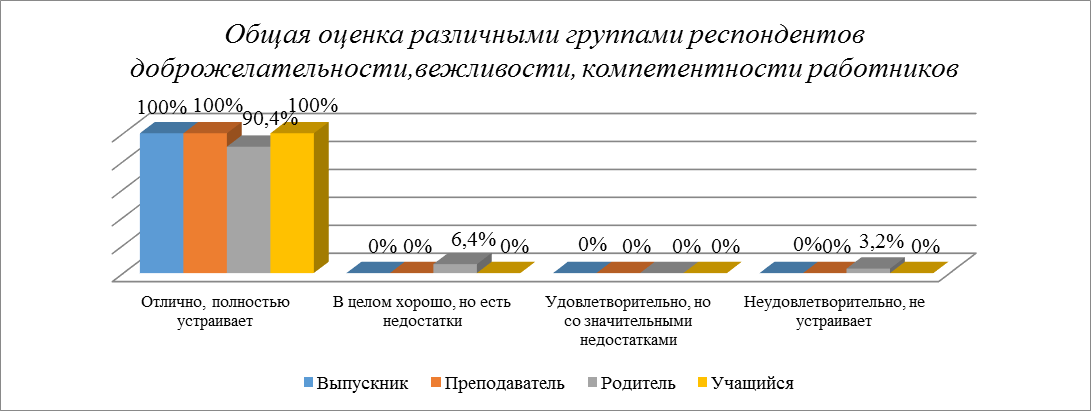 Общая оценка различными группами респондентов
доброжелательности,вежливости, компетентности работников
100%
100%
90,4%
100%
0%
0%
6,4%
0%
0%
0%
0%
0%
0%
0%
3,2%
0%
Отлично, полностью
устраивает
В целом хорошо, но есть
недостатки
Удовлетворительно, но
со значительными
недостатками
Неудовлетворительно, не
устраивает
Выпускник
Преподаватель
Родитель
Учащийся